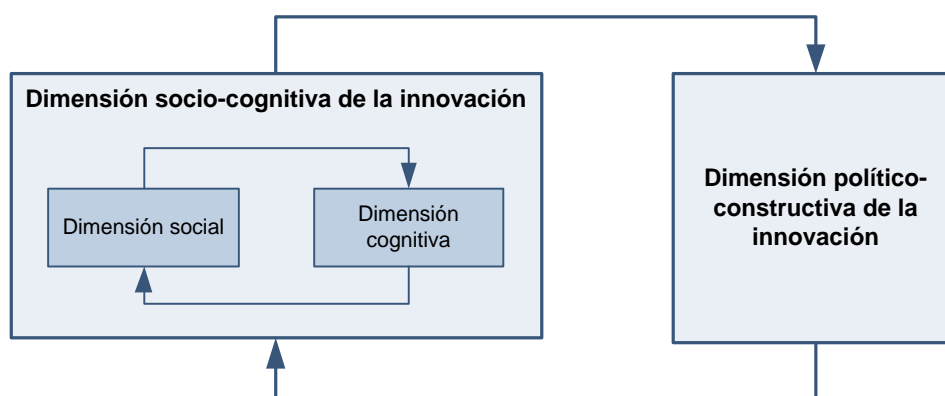 Dimensión socio-cognitiva de la innovación
Dimensión social
Dimensión
cognitiva
Dimensión político-
constructiva de la
innovación